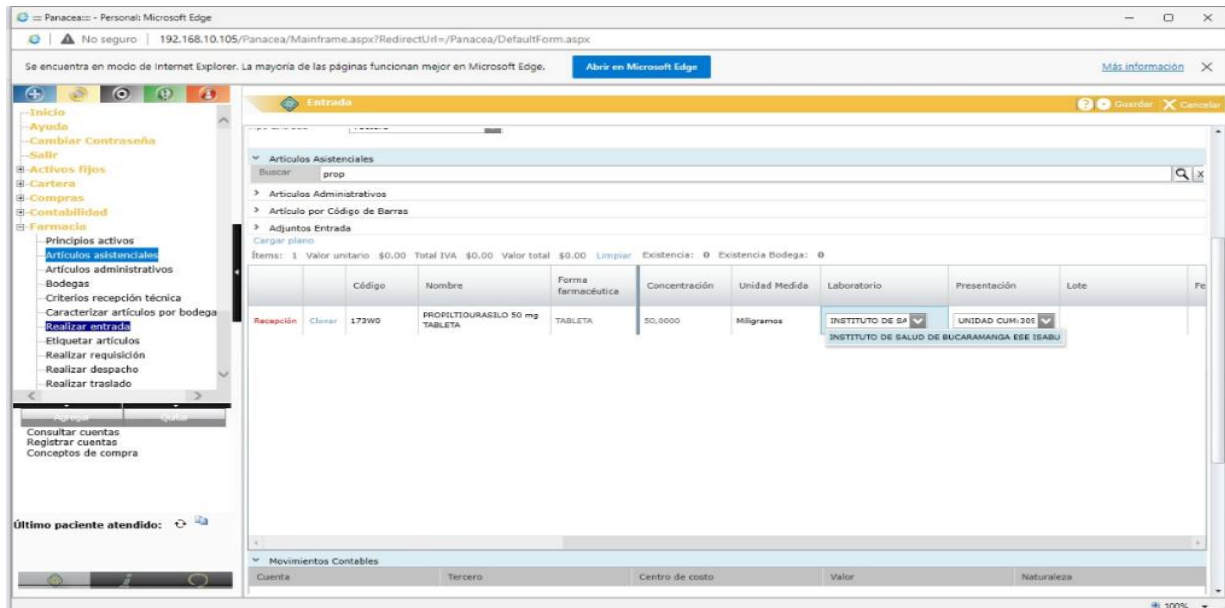 ::: Panacea::: - Personal: Microsoft Edge
No seguro 192.168.10.105/Panacea/Mainframe.aspx?RedirectUrl=/Panacea/DefaultForm.aspx
Se encuentra en modo de Internet Explorer. La mayoría de las páginas funcionan mejor en Microsoft Edge. Abrir en Microsoft Edge Más información
Inicio
Ayuda
Cambiar Contraseña
Salir
Activos fijos
Cartera
Compras
Contabilidad
Farmacia
Principios activos
Artículos asistenciales
Artículos administrativos
Bodegas
Criterios recepción técnica
Caracterizar artículos por bodega
Realizar entrada
Etiquetar artículos
Realizar requisición
Realizar despacho
Realizar traslado
Agregar Quitar
Consultar cuentas
Registrar cuentas
Conceptos de compra
Último paciente atendido:
Entrada Guardar Cancelar
Artículos Asistenciales
Buscar prop
Artículos Administrativos
Artículo por Código de Barras
Adjuntos Entrada
Cargar plano
Ítems: 1 Valor unitario $0.00 Total IVA $0.00 Valor total $0.00 Limpiar Existencia: 0 Existencia Bodega: 0
Código Nombre Forma farmacéutica Concentración Unidad Medida Laboratorio Presentación Lote Fe
Recepción Clonar 173W0 PROPILTIOURASILO 50 mg TABLETA TABLETA 50,0000 Miligramos INSTITUTO DE SA UNIDAD CUM:309
INSTITUTO DE SALUD DE BUCARAMANGA ESE ISABU
Movimientos Contables
Cuenta Tercero Centro de costo Valor Naturaleza
100%